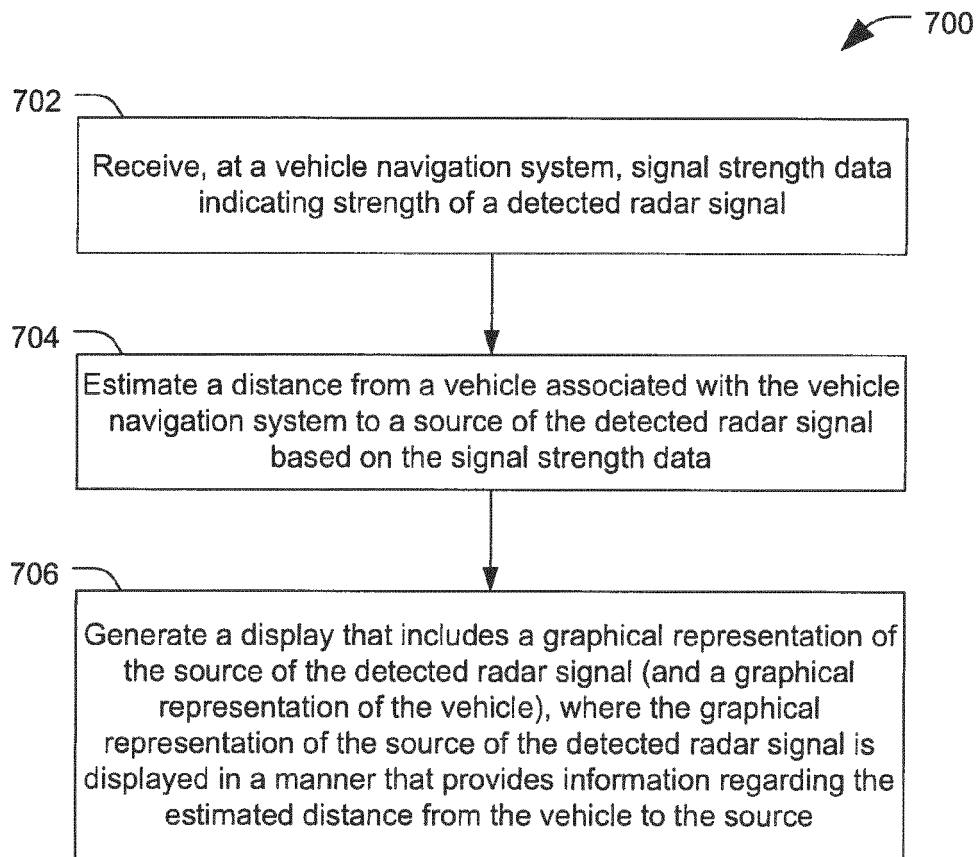 700
702
Receive, at a vehicle navigation system, signal strength data
indicating strength of a detected radar signal
704
Estimate a distance from a vehicle associated with the vehicle
navigation system to a source of the detected radar signal
based on the signal strength data
706
Generate a display that includes a graphical representation of
the source of the detected radar signal (and a graphical
representation of the vehicle), where the graphical
representation of the source of the detected radar signal is
displayed in a manner that provides information regarding the
estimated distance from the vehicle to the source